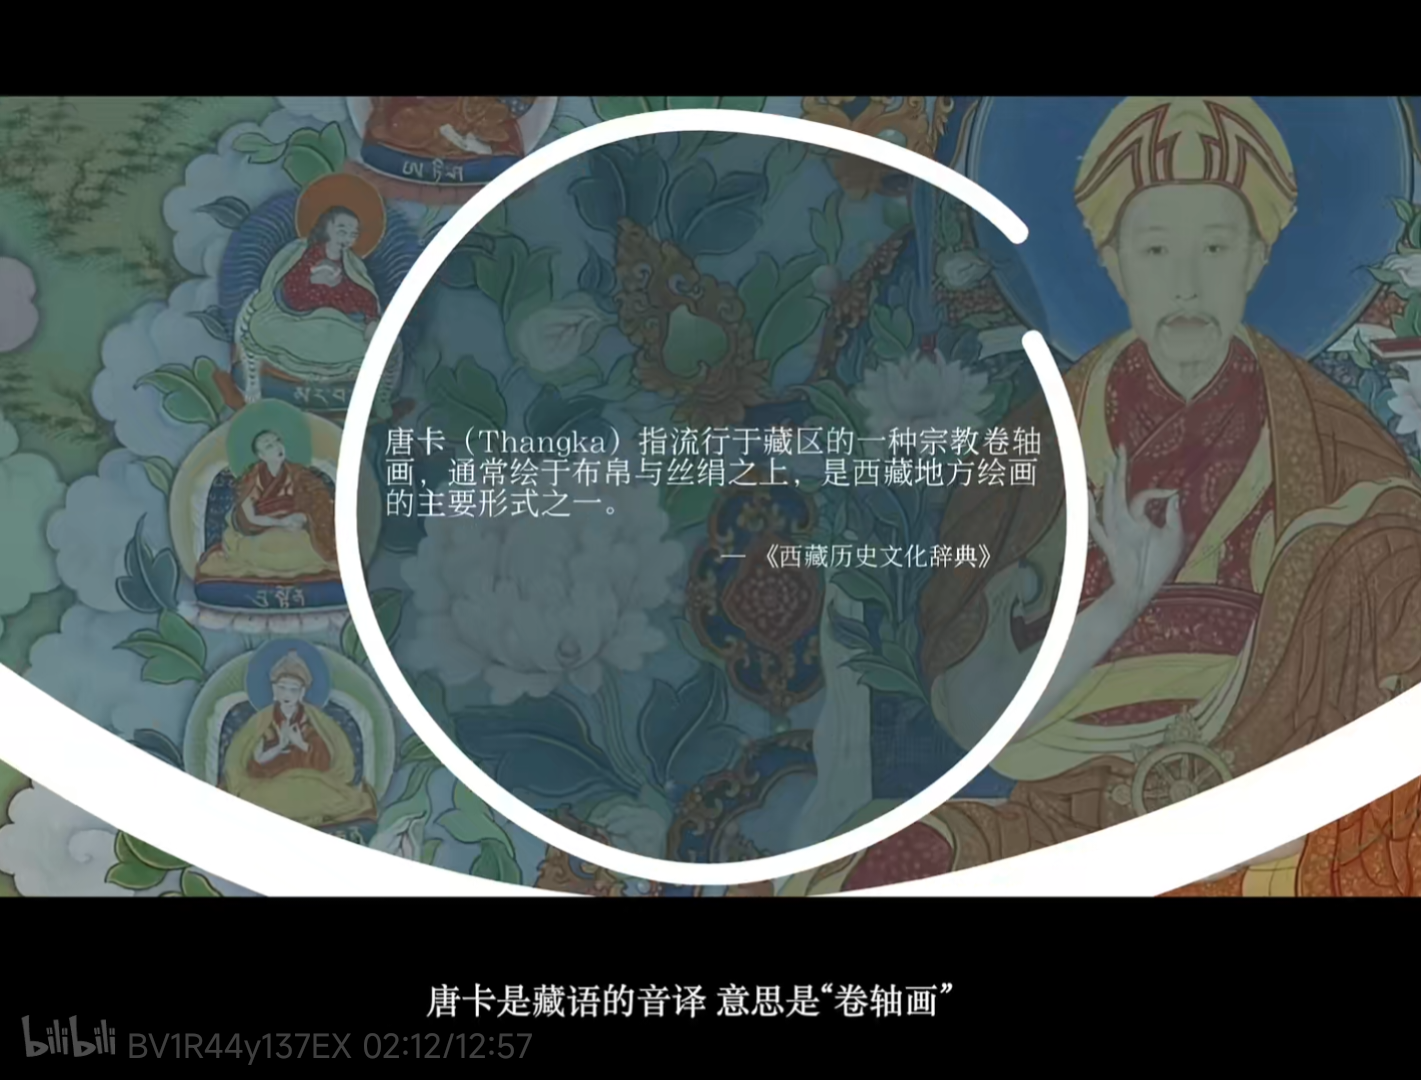 唐卡（Thangka）指流行于藏区的一种宗教卷轴
画，通常绘于布帛与丝绢之上，是西藏地方绘画
的主要形式之一。
— 《西藏历史文化辞典》
唐卡是藏语的音译 意思是“卷轴画”
bilibili BV1R44y137EX 02:12/12:57